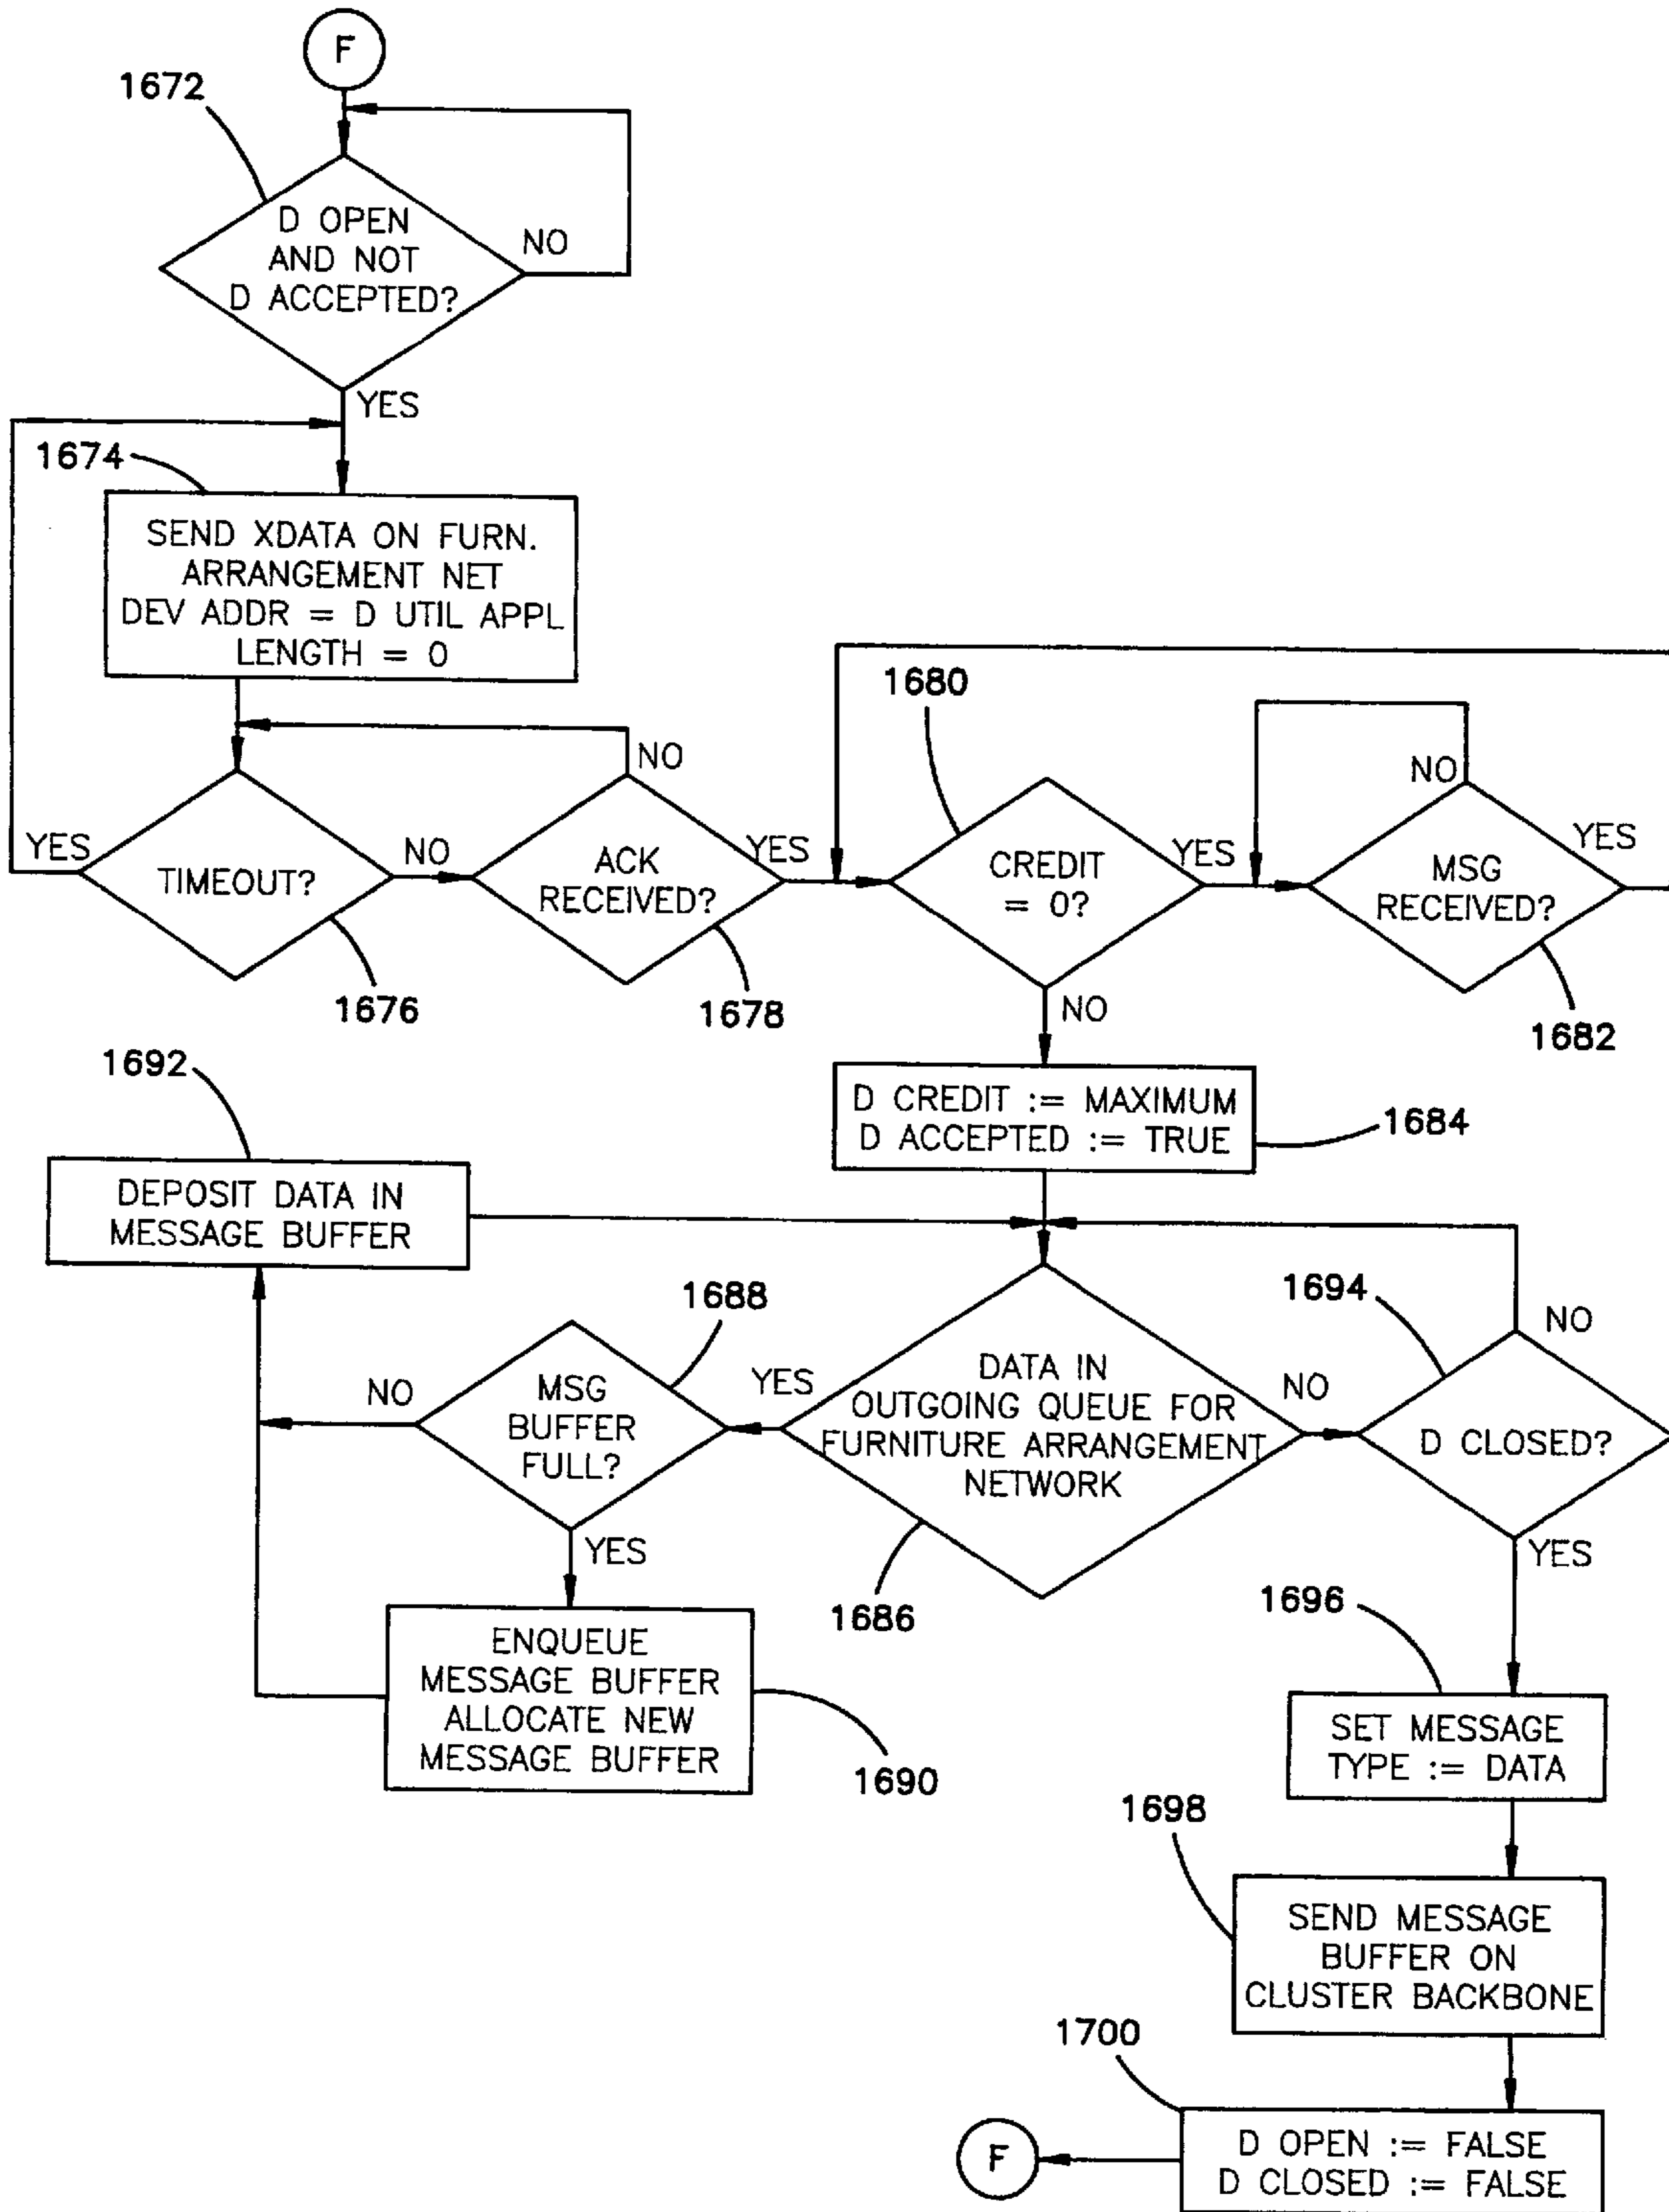 F
1672
D OPEN
AND NOT
D ACCEPTED?
NO
YES
1674
SEND XDATA ON FURN.
ARRANGEMENT NET
DEV ADDR = D UTIL APPL
LENGTH = 0
1680
NO
NO
YES
TIMEOUT?
NO
ACK
RECEIVED?
YES
CREDIT
= 0?
YES
MSG
RECEIVED?
YES
1676
1678
NO
1682
1692
D CREDIT := MAXIMUM
D ACCEPTED := TRUE
1684
DEPOSIT DATA IN
MESSAGE BUFFER
1688
1694
NO
NO
MSG
BUFFER
FULL?
YES
DATA IN
OUTGOING QUEUE FOR
FURNITURE ARRANGEMENT
NETWORK
NO
D CLOSED?
YES
YES
1686
1696
ENQUEUE
MESSAGE BUFFER
ALLOCATE NEW
MESSAGE BUFFER
1690
SET MESSAGE
TYPE := DATA
1698
SEND MESSAGE
BUFFER ON
CLUSTER BACKBONE
1700
F
D OPEN := FALSE
D CLOSED := FALSE